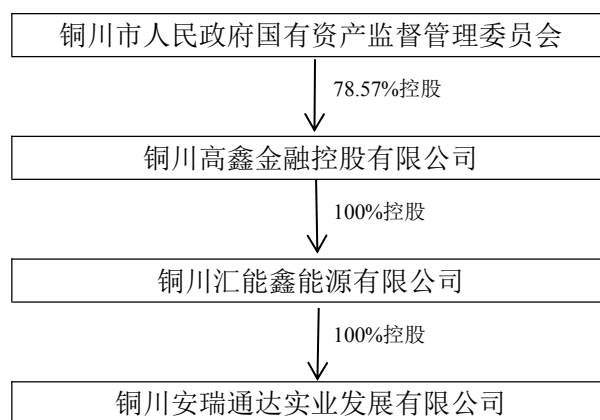 铜川市人民政府国有资产监督管理委员会
78.57%控股
铜川高鑫金融控股有限公司
100%控股
铜川汇能鑫能源有限公司
100%控股
铜川安瑞通达实业发展有限公司